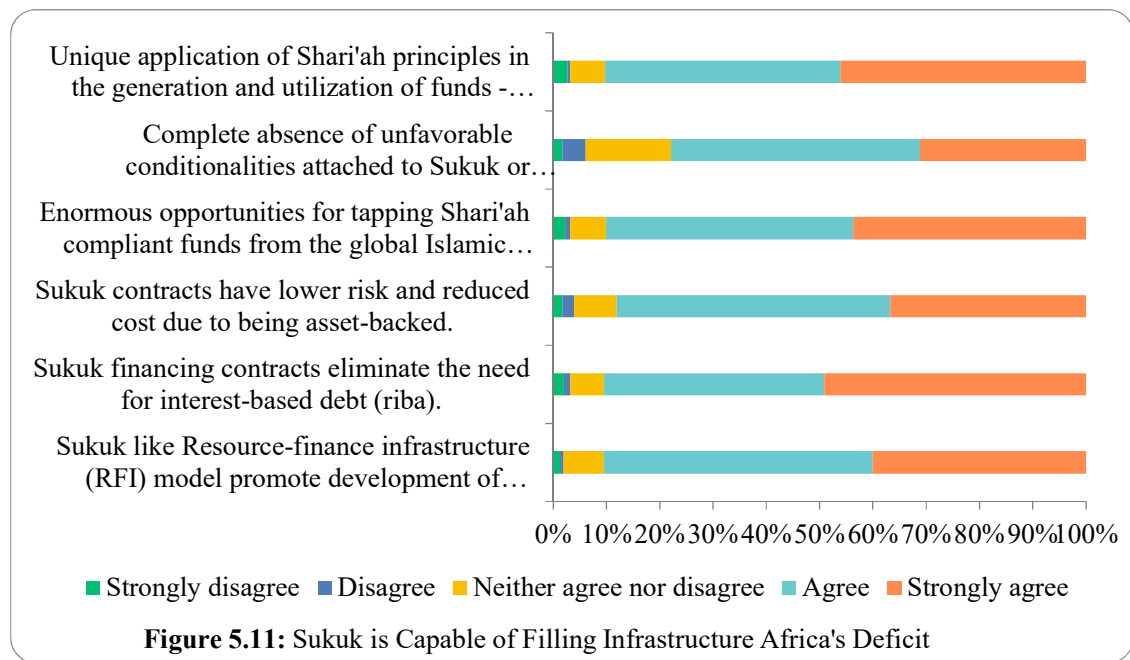 Unique application of Shari'ah principles in
the generation and utilization of funds -…
Complete absence of unfavorable
conditionalities attached to Sukuk or…
Enormous opportunities for tapping Shari'ah
compliant funds from the global Islamic…
Sukuk contracts have lower risk and reduced
cost due to being asset-backed.
Sukuk financing contracts eliminate the need
for interest-based debt (riba).
Sukuk like Resource-finance infrastructure
(RFI) model promote development of…
0% 10% 20% 30% 40% 50% 60% 70% 80% 90% 100%
Strongly disagree Disagree Neither agree nor disagree Agree Strongly agree
Figure 5.11: Sukuk is Capable of Filling Infrastructure Africa's Deficit